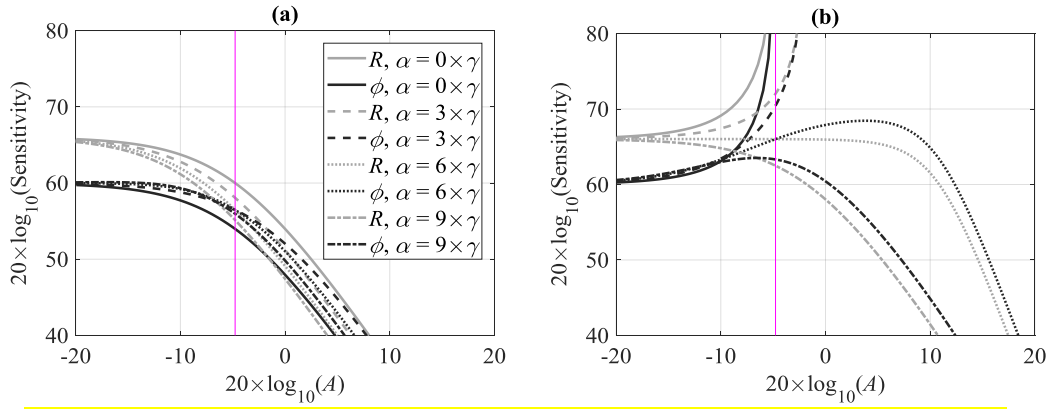 (a)
80
70
60
50
40
20×log₁₀(Sensitivity)
R, α = 0×γ
ϕ, α = 0×γ
R, α = 3×γ
ϕ, α = 3×γ
R, α = 6×γ
ϕ, α = 6×γ
R, α = 9×γ
ϕ, α = 9×γ
-20 -10 0 10 20
20×log₁₀(A)
(b)
80
70
60
50
40
20×log₁₀(Sensitivity)
-20 -10 0 10 20
20×log₁₀(A)